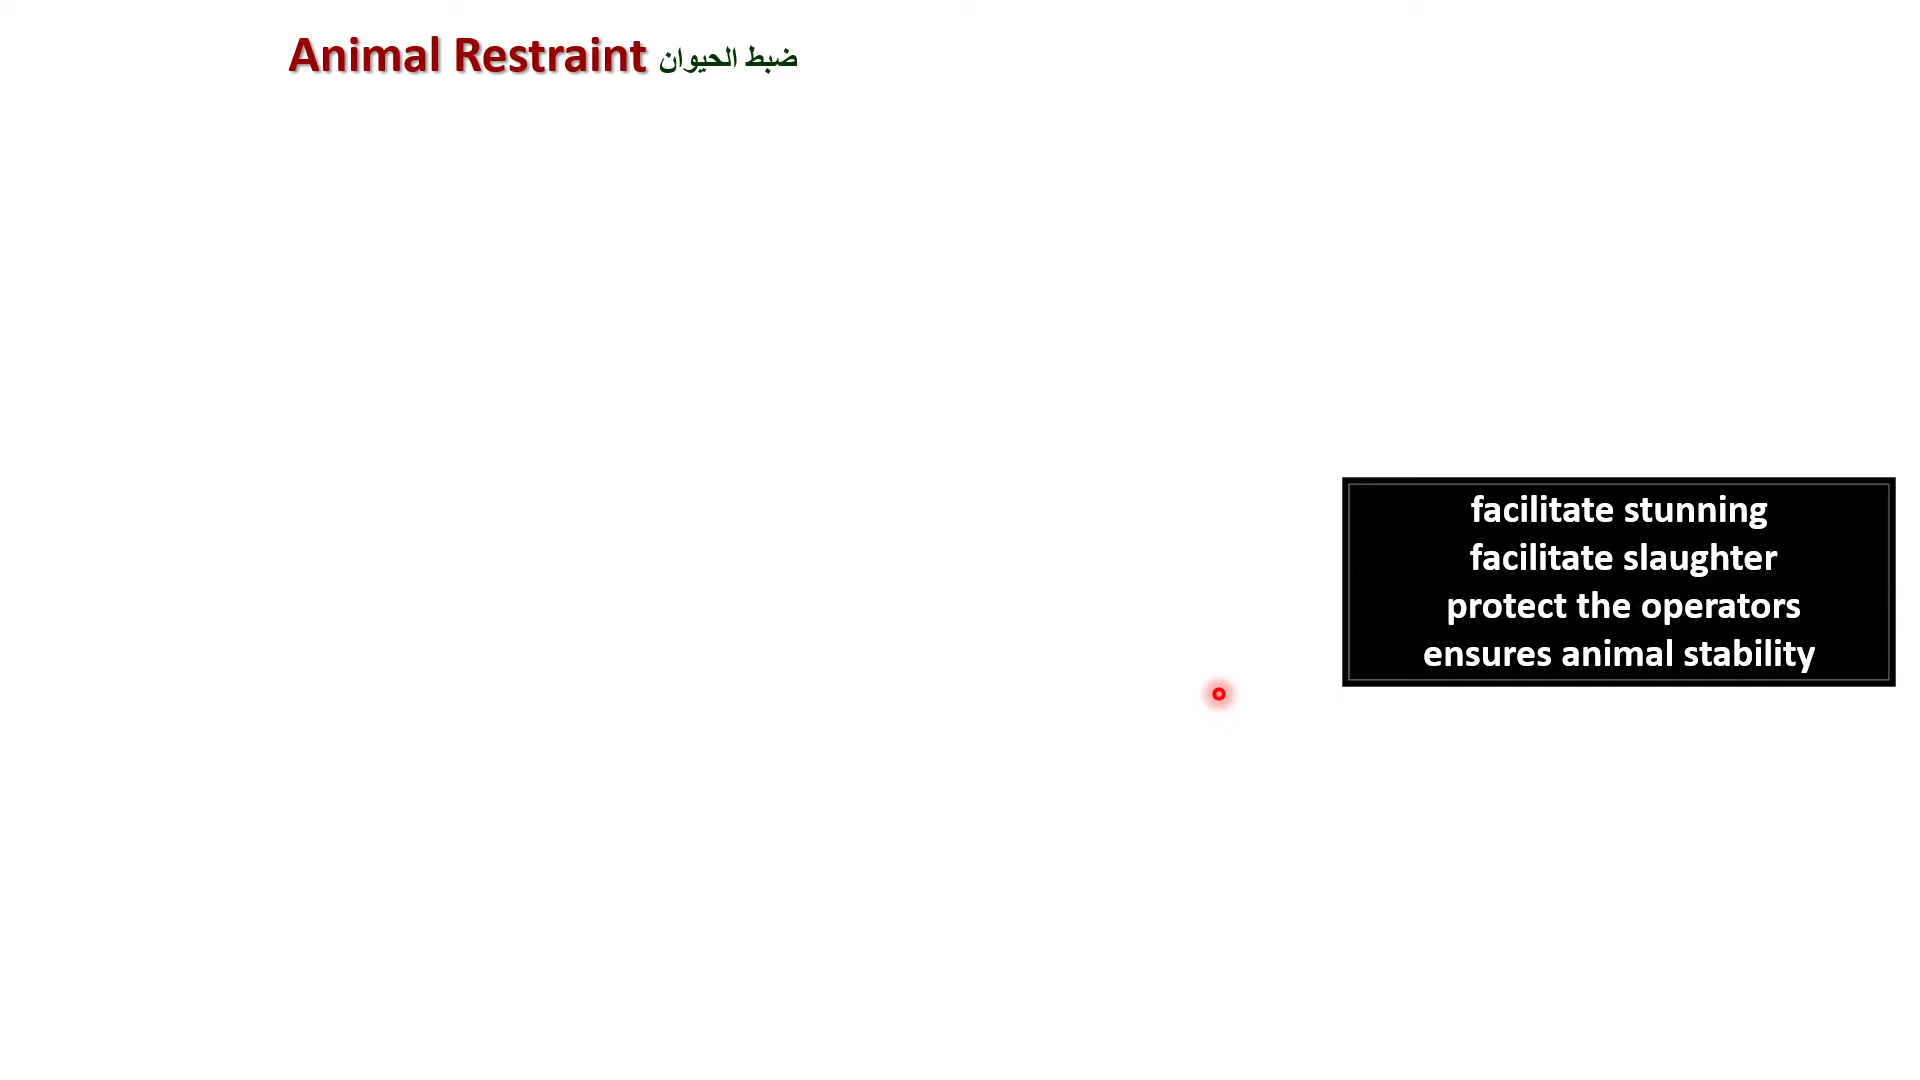 Animal Restraint ضبط الحيوان
facilitate stunning
facilitate slaughter
protect the operators
ensures animal stability